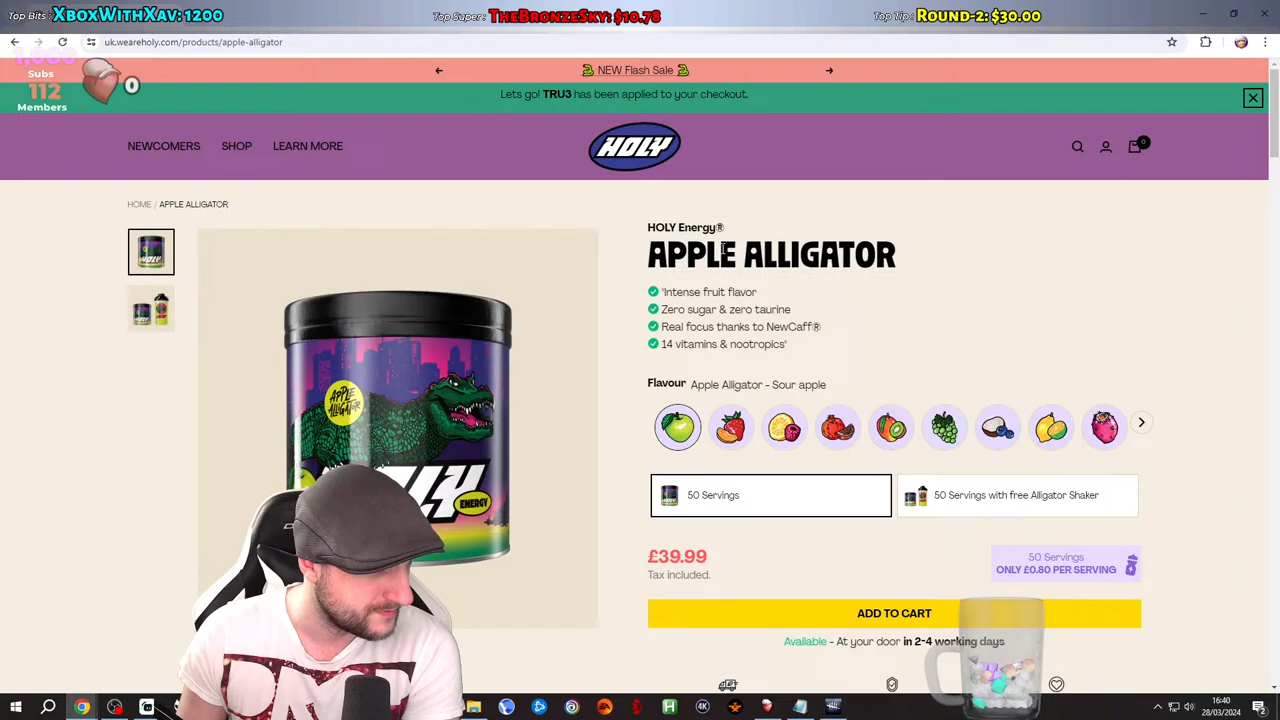 Top Bits: XboxWithXav: 1200
Top Super: TheBronzeSky: $10.78
Round-2: $30.00
uk.weareholy.com/products/apple-alligator
1,080
Subs
112
Members
0
NEW Flash Sale
Lets go! TRU3 has been applied to your checkout.
NEWCOMERS
SHOP
LEARN MORE
HOLY
0
HOME / APPLE ALLIGATOR
HOLY Energy®
APPLE ALLIGATOR
*Intense fruit flavor
Zero sugar & zero taurine
Real focus thanks to NewCaff®
14 vitamins & nootropics*
Flavour Apple Alligator - Sour apple
APPLE ALLIGATOR
HOLY
ENERGY
50 Servings
50 Servings with free Alligator Shaker
£39.99
Tax included.
50 Servings
ONLY £0.80 PER SERVING
ADD TO CART
Available - At your door in 2-4 working days
16:40
28/03/2024